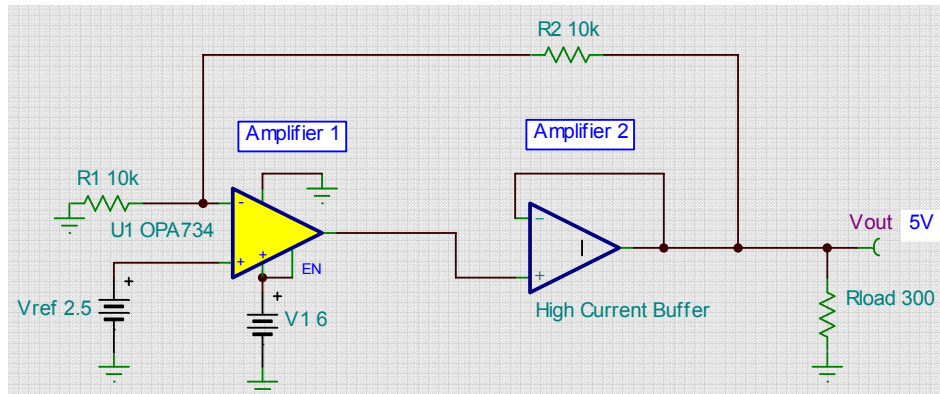 R2 10k
Amplifier 1
Amplifier 2
R1 10k
U1 OPA734
-
+
+
EN
-
+
Vout 5V
+
Vref 2.5
+
V1 6
High Current Buffer
Rload 300